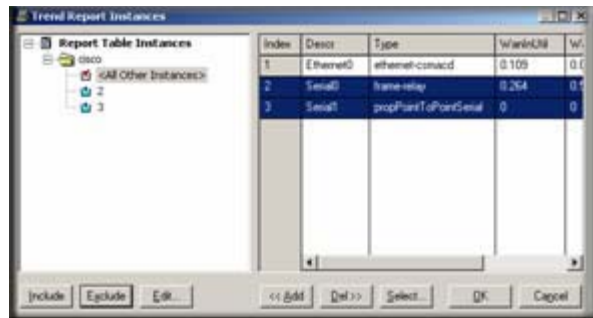 Trend Report Instances
Report Table Instances
cisco
<All Other Instances>
2
3
Index Descr Type WanInUtil
1 Ethernet0 ethernet-csmacd 0.109
2 Serial0 frame-relay 0.264
3 Serial1 propPointToPointSerial 0 0
Include Exclude Edit... << Add Del >> Select... OK Cancel